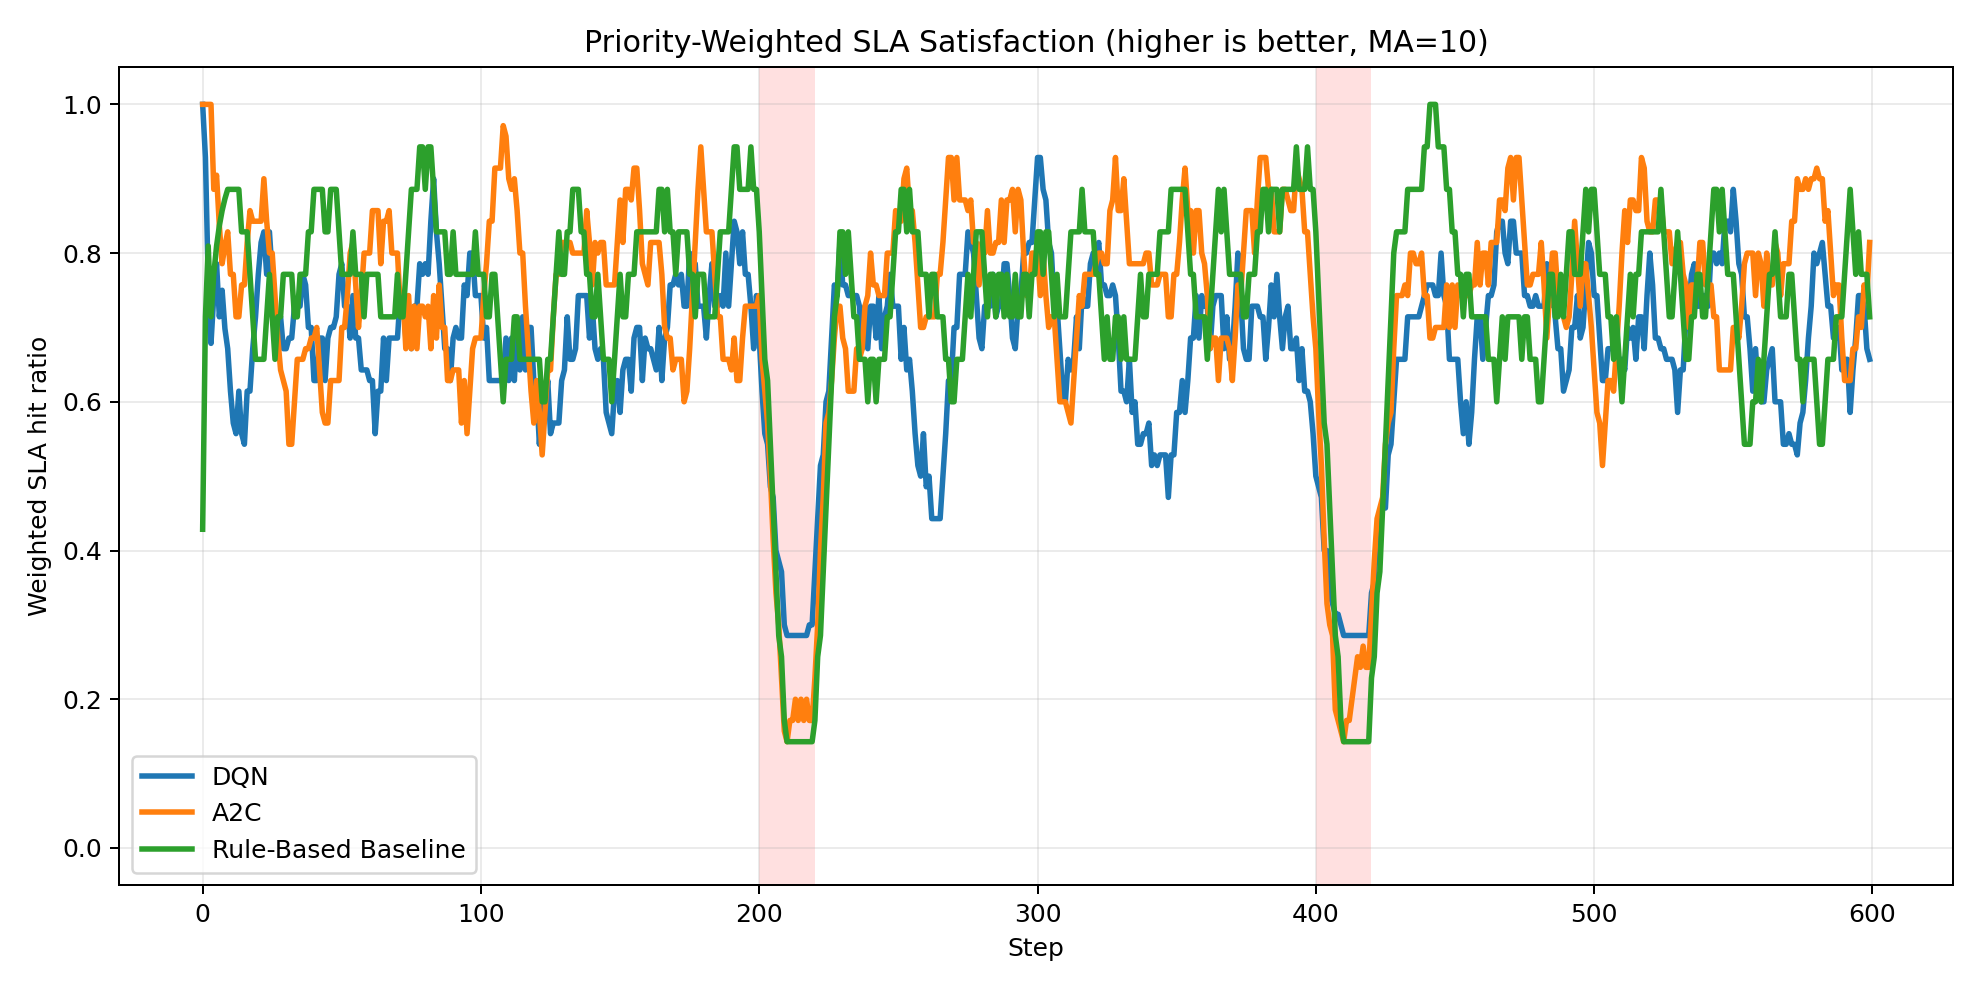 Priority-Weighted SLA Satisfaction (higher is better, MA=10)
Weighted SLA hit ratio
1.0
0.8
0.6
0.4
0.2
0.0
DQN
A2C
Rule-Based Baseline
0 100 200 300 400 500 600
Step